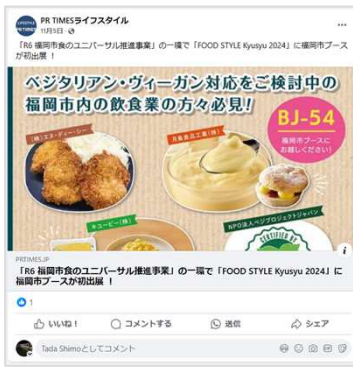 PR TIMESライフスタイル
11月5日
「R6 福岡市食のユニバーサル推進事業」の一環で「FOOD STYLE Kyusyu 2024」に福岡市ブース
が初出展 ！
ベジタリアン・ヴィーガン対応をご検討中の
福岡市内の飲食業の方々必見!
BJ-54
福岡市ブースに
お越しください!
(株)エヌ・ディー・シー
月島食品工業(株)
キユーピー(株)
NPO法人ベジプロジェクトジャパン
CERTIFIED BY
PRTIMES.JP
「R6 福岡市食のユニバーサル推進事業」の一環で「FOOD STYLE Kyusyu 2024」に
福岡市ブースが初出展 ！
1
いいね！
コメントする
送信
シェア
Tada Shimoとしてコメント